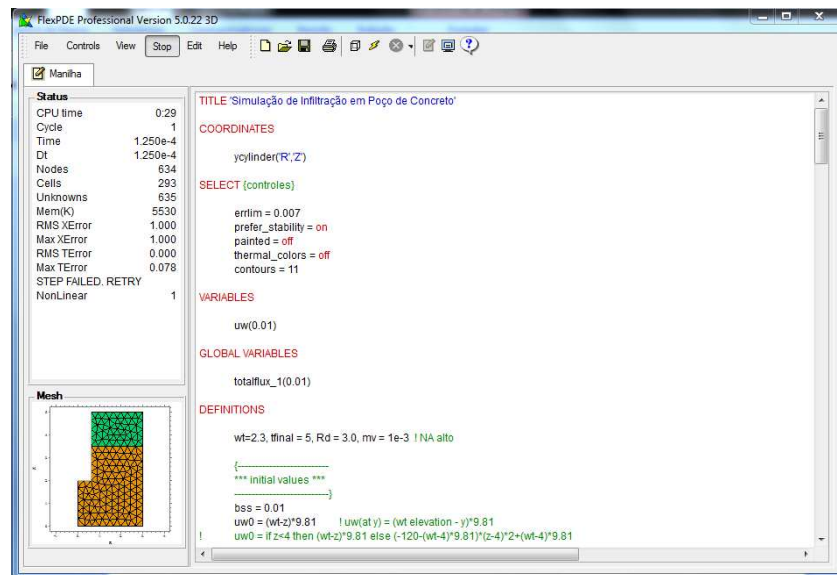 FlexPDE Professional Version 5.0.22 3D
File Controls View Stop Edit Help
Manilha
Status
CPU time 0:29
Cycle 1
Time 1.250e-4
Dt 1.250e-4
Nodes 634
Cells 293
Unknowns 635
Mem(K) 5530
RMS XError 1.000
Max XError 1.000
RMS TError 0.000
Max TError 0.078
STEP FAILED. RETRY
NonLinear 1
Mesh
TITLE 'Simulação de Infiltração em Poço de Concreto'
COORDINATES
ycylinder('R','Z')
SELECT {controles}
errlim = 0.007
prefer_stability = on
painted = off
thermal_colors = off
contours = 11
VARIABLES
uw(0.01)
GLOBAL VARIABLES
totalflux_1(0.01)
DEFINITIONS
wt=2.3, tfinal = 5, Rd = 3.0, mv = 1e-3 ! NA alto
{--------------------------
*** initial values ***
--------------------------}
bss = 0.01
uw0 = (wt-z)*9.81 ! uw(at y) = (wt elevation - y)*9.81
! uw0 = if z<4 then (wt-z)*9.81 else (-120-(wt-4)*9.81)*(z-4)*2+(wt-4)*9.81